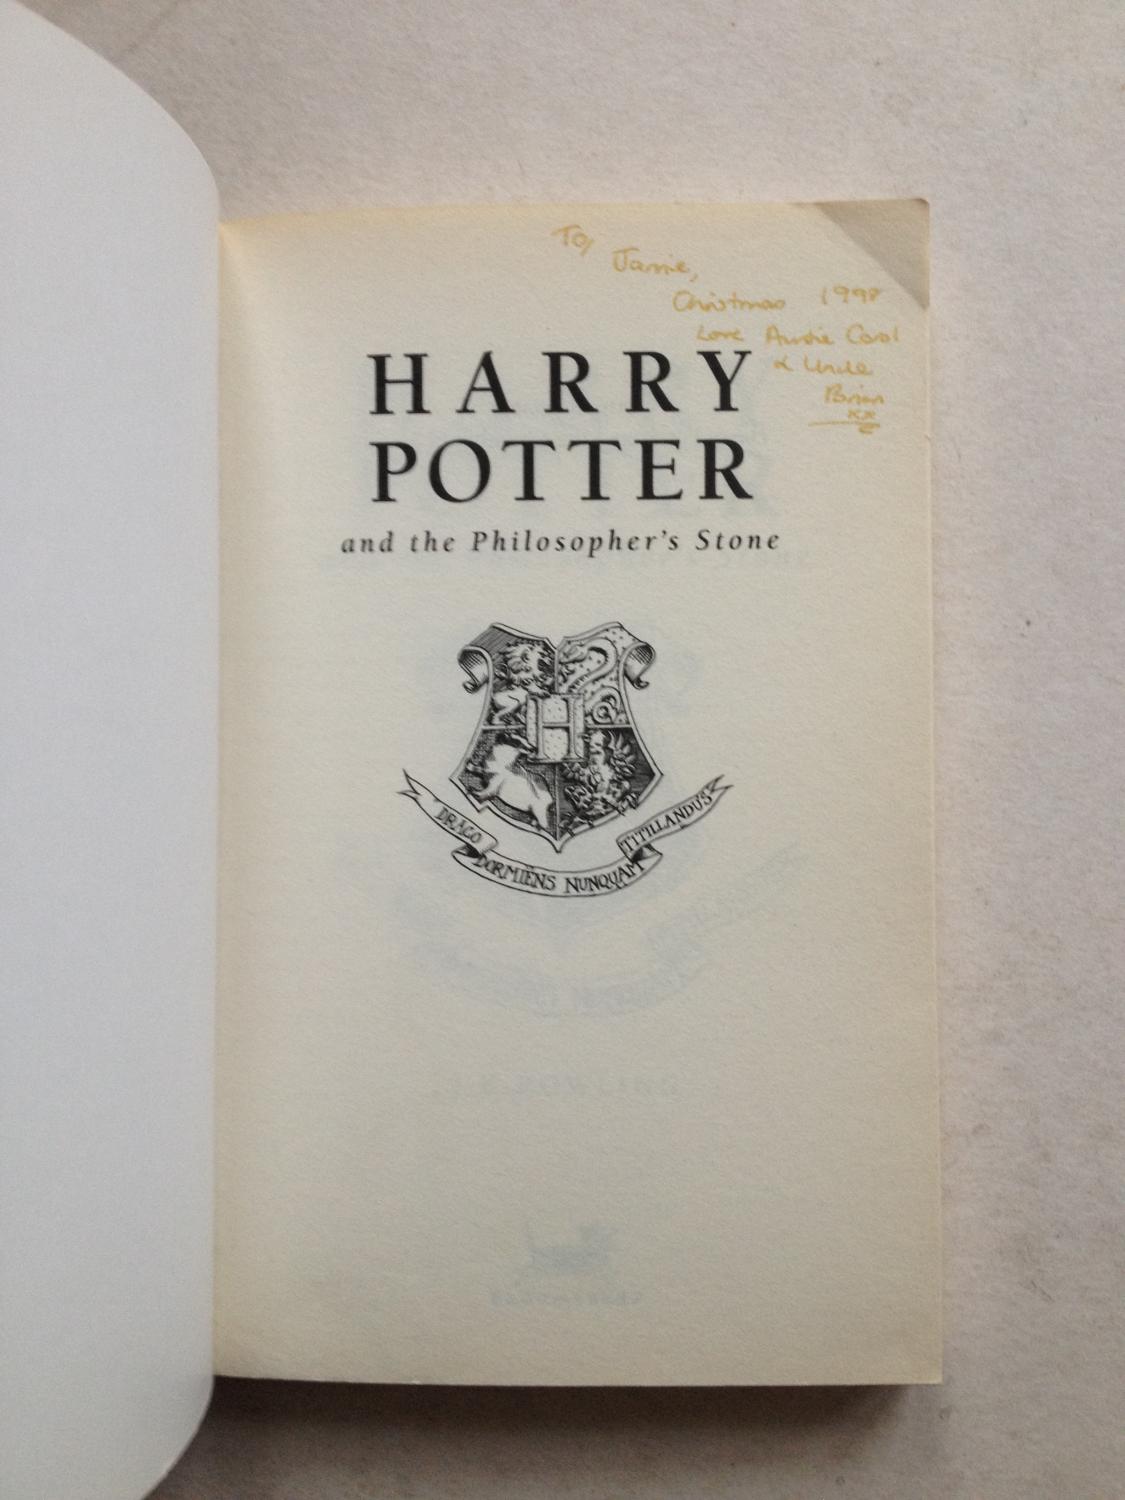 To/
Jamie,
Christmas 1998
Love Auntie Carol
& Uncle
Brian
xx
HARRY
POTTER
and the Philosopher's Stone
H
DRACO
DORMIENS NUNQUAM
TITILLANDUS